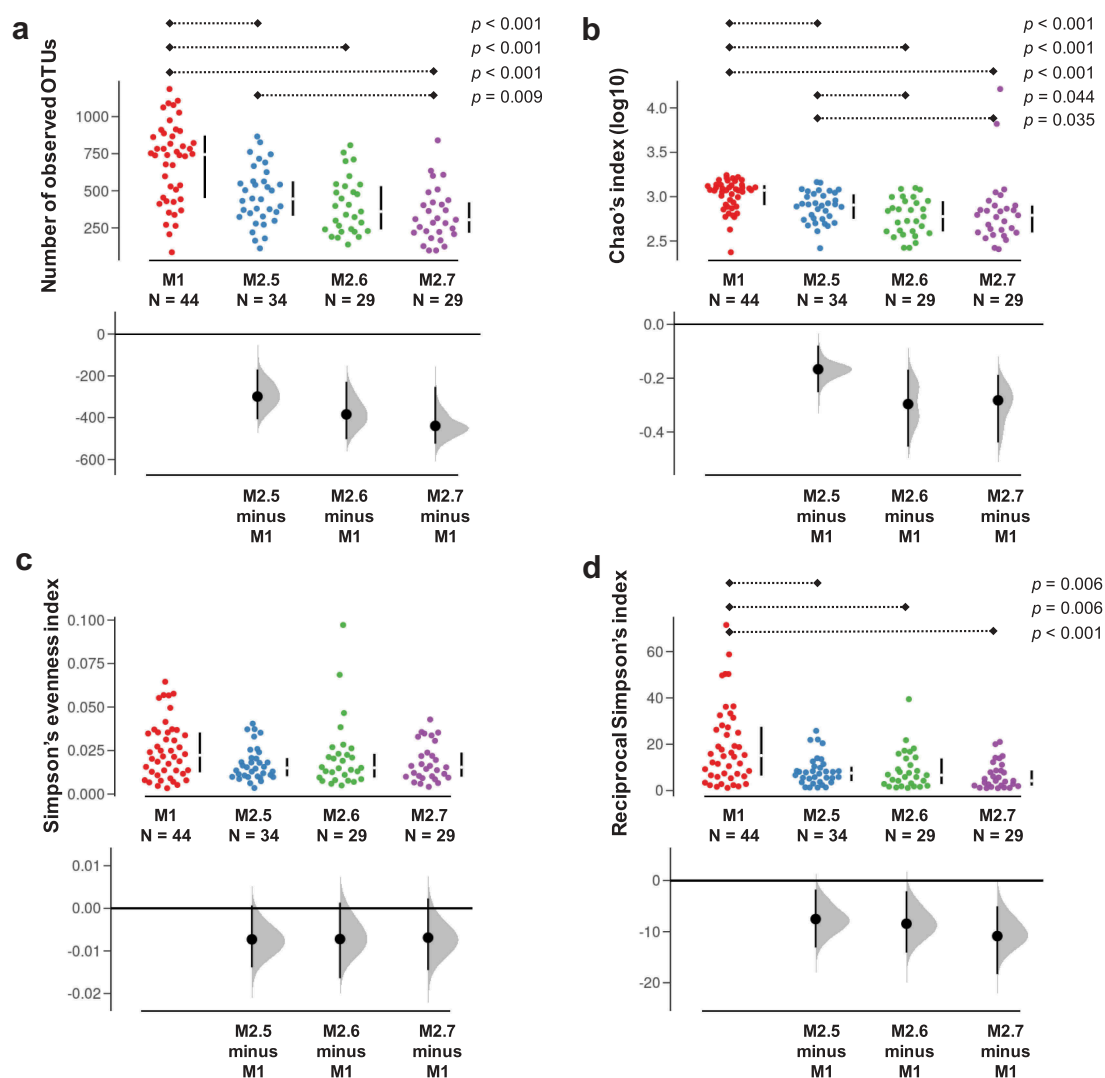 a
p < 0.001
p < 0.001
p < 0.001
p = 0.009
Number of observed OTUs
1000
750
500
250
M1
M2.5
M2.6
M2.7
N = 44
N = 34
N = 29
N = 29
0
-200
-400
-600
M2.5
minus
M1
M2.6
minus
M1
M2.7
minus
M1
b
p < 0.001
p < 0.001
p < 0.001
p = 0.044
p = 0.035
Chao's index (log10)
4.0
3.5
3.0
2.5
M1
M2.5
M2.6
M2.7
N = 44
N = 34
N = 29
N = 29
0.0
-0.2
-0.4
M2.5
minus
M1
M2.6
minus
M1
M2.7
minus
M1
c
Simpson's evenness index
0.100
0.075
0.050
0.025
0.000
M1
M2.5
M2.6
M2.7
N = 44
N = 34
N = 29
N = 29
0.01
0.00
-0.01
-0.02
M2.5
minus
M1
M2.6
minus
M1
M2.7
minus
M1
d
p = 0.006
p = 0.006
p < 0.001
Reciprocal Simpson's index
60
40
20
0
M1
M2.5
M2.6
M2.7
N = 44
N = 34
N = 29
N = 29
0
-10
-20
M2.5
minus
M1
M2.6
minus
M1
M2.7
minus
M1